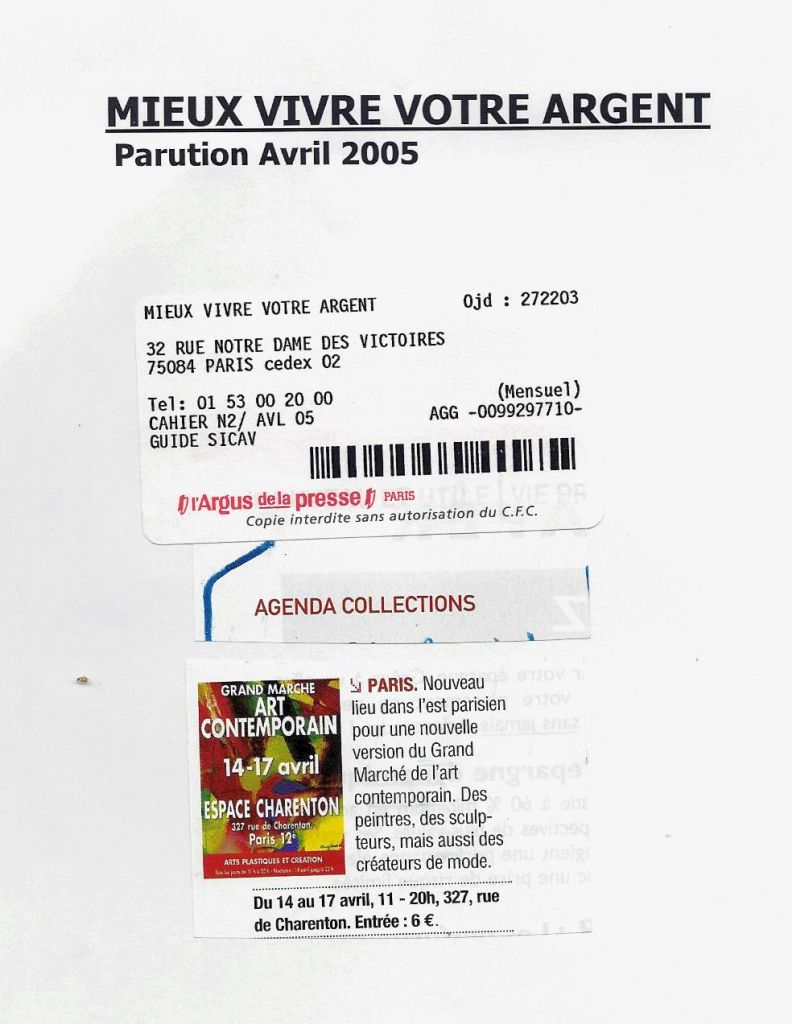 MIEUX VIVRE VOTRE ARGENT
Parution Avril 2005
MIEUX VIVRE VOTRE ARGENT Ojd : 272203
32 RUE NOTRE DAME DES VICTOIRES
75084 PARIS cedex 02
Tel: 01 53 00 20 00 (Mensuel)
CAHIER N2/ AVL 05 AGG -0099297710-
GUIDE SICAV
l'Argus de la presse PARIS
Copie interdite sans autorisation du C.F.C.
AGENDA COLLECTIONS
GRAND MARCHE
ART
CONTEMPORAIN
14-17 avril
ESPACE CHARENTON
327 rue de Charenton
Paris 12e
ARTS PLASTIQUES ET CREATION
PARIS. Nouveau
lieu dans l'est parisien
pour une nouvelle
version du Grand
Marché de l'art
contemporain. Des
peintres, des sculp-
teurs, mais aussi des
créateurs de mode.
Du 14 au 17 avril, 11 - 20h, 327, rue
de Charenton. Entrée : 6 €.